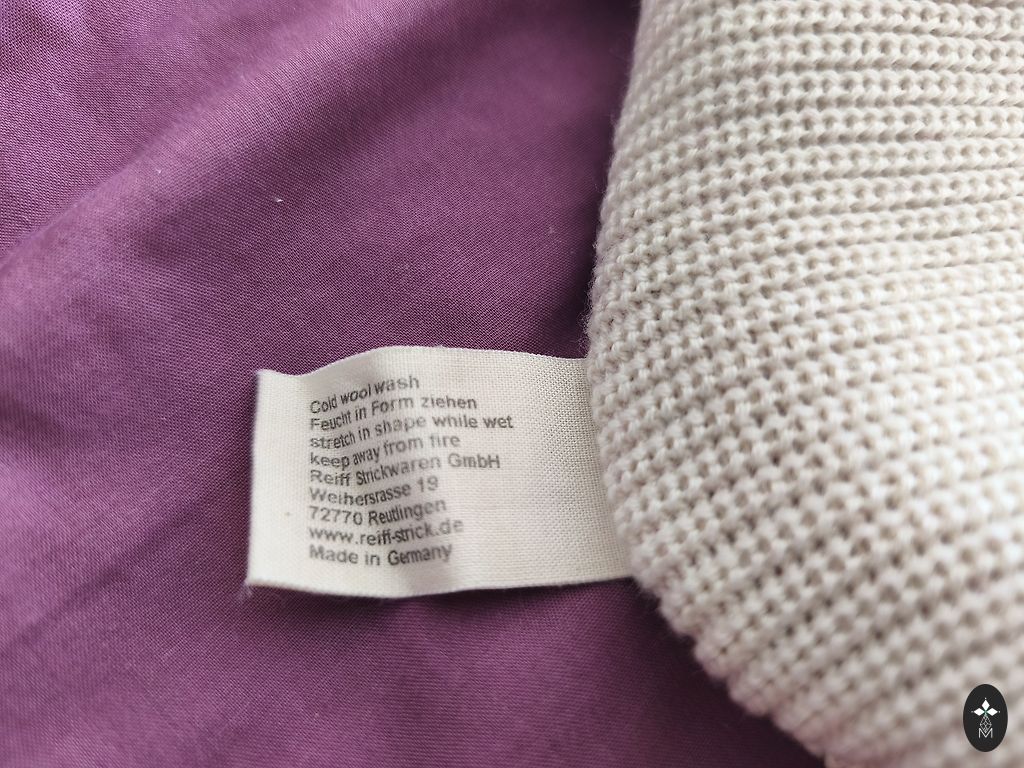 Cold wool wash
Feucht in Form ziehen
stretch in shape while wet
keep away from fire
Reiff Strickwaren GmbH
Weihersrasse 19
72770 Reutlingen
www.reiff-strick.de
Made in Germany
M